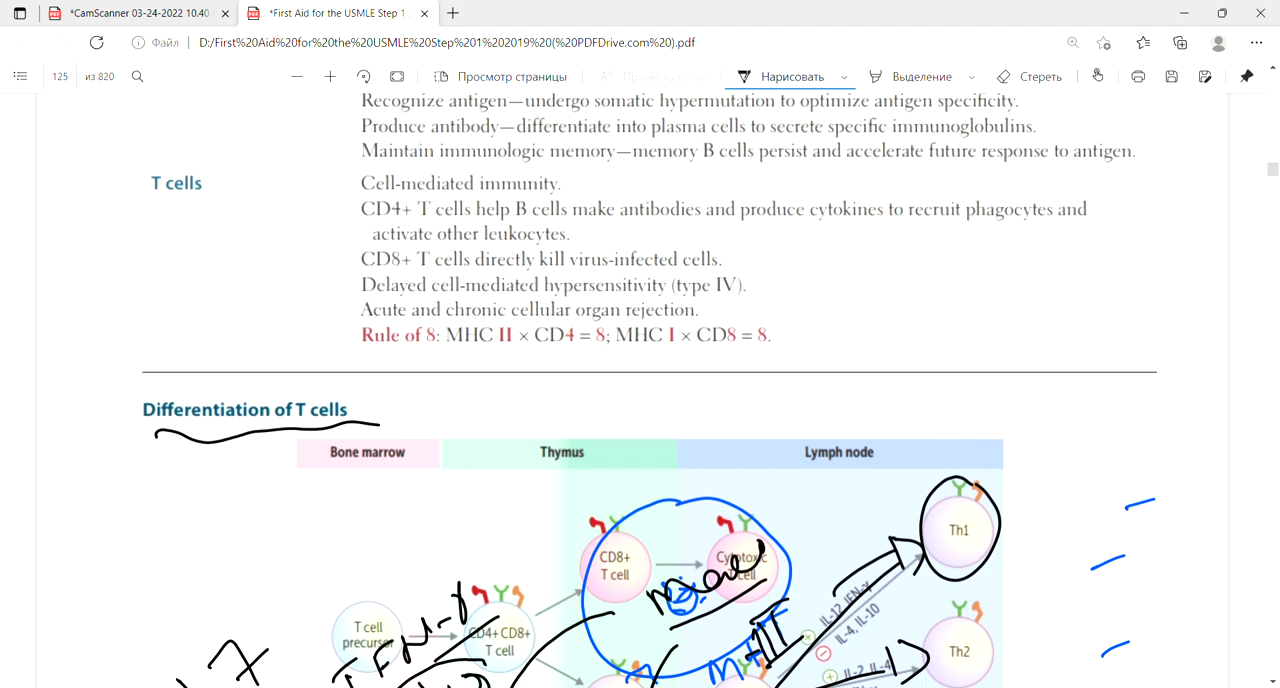 *CamScanner 03-24-2022 10.40
*First Aid for the USMLE Step 1
Файл
D:/First%20Aid%20for%20the%20USMLE%20Step%201%202019%20(%20PDFDrive.com%20).pdf
125 из 820
Просмотр страницы
Прочесть вслух
Нарисовать
Выделение
Стереть
Recognize antigen—undergo somatic hypermutation to optimize antigen specificity.
Produce antibody—differentiate into plasma cells to secrete specific immunoglobulins.
Maintain immunologic memory—memory B cells persist and accelerate future response to antigen.
T cells
Cell-mediated immunity.
CD4+ T cells help B cells make antibodies and produce cytokines to recruit phagocytes and
activate other leukocytes.
CD8+ T cells directly kill virus-infected cells.
Delayed cell-mediated hypersensitivity (type IV).
Acute and chronic cellular organ rejection.
Rule of 8: MHC II × CD4 = 8; MHC I × CD8 = 8.
Differentiation of T cells
Bone marrow
Thymus
Lymph node
CD8+
T cell
Cytotoxic
T cell
Th1
T cell
precursor
CD4+ CD8+
T cell
IL-12, IFN-γ
IL-4, IL-10
Th2
IL-2, IL-4